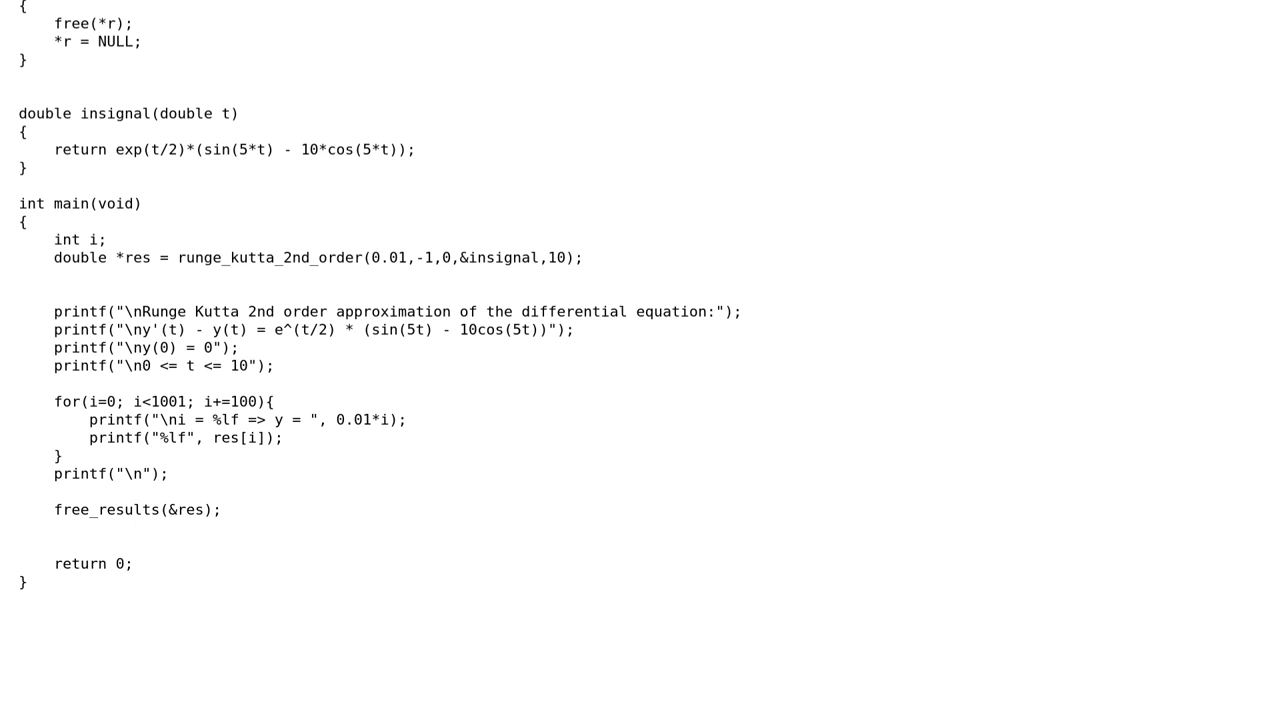 {
    free(*r);
    *r = NULL;
}
double insignal(double t)
{
    return exp(t/2)*(sin(5*t) - 10*cos(5*t));
}
int main(void)
{
    int i;
    double *res = runge_kutta_2nd_order(0.01,-1,0,&insignal,10);
    printf("\nRunge Kutta 2nd order approximation of the differential equation:");
    printf("\ny'(t) - y(t) = e^(t/2) * (sin(5t) - 10cos(5t))");
    printf("\ny(0) = 0");
    printf("\n0 <= t <= 10");
    for(i=0; i<1001; i+=100){
        printf("\ni = %lf => y = ", 0.01*i);
        printf("%lf", res[i]);
    }
    printf("\n");
    free_results(&res);
    return 0;
}